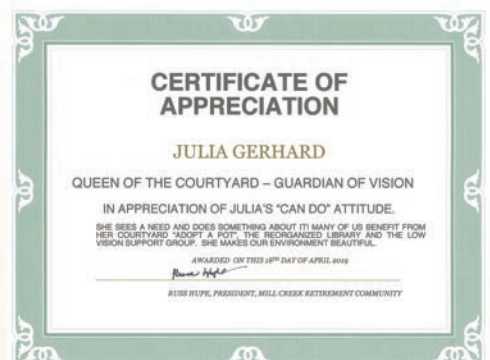 CERTIFICATE OF
APPRECIATION
JULIA GERHARD
QUEEN OF THE COURTYARD – GUARDIAN OF VISION
IN APPRECIATION OF JULIA'S "CAN DO" ATTITUDE.
SHE SEES A NEED AND DOES SOMETHING ABOUT IT! MANY OF US BENEFIT FROM
HER COURTYARD "ADOPT A POT", THE REORGANIZED LIBRARY AND THE LOW
VISION SUPPORT GROUP. SHE MAKES OUR ENVIRONMENT BEAUTIFUL.
AWARDED ON THIS 18TH DAY OF APRIL 2019
Russ Hupe
RUSS HUPE, PRESIDENT, MILL CREEK RETIREMENT COMMUNITY